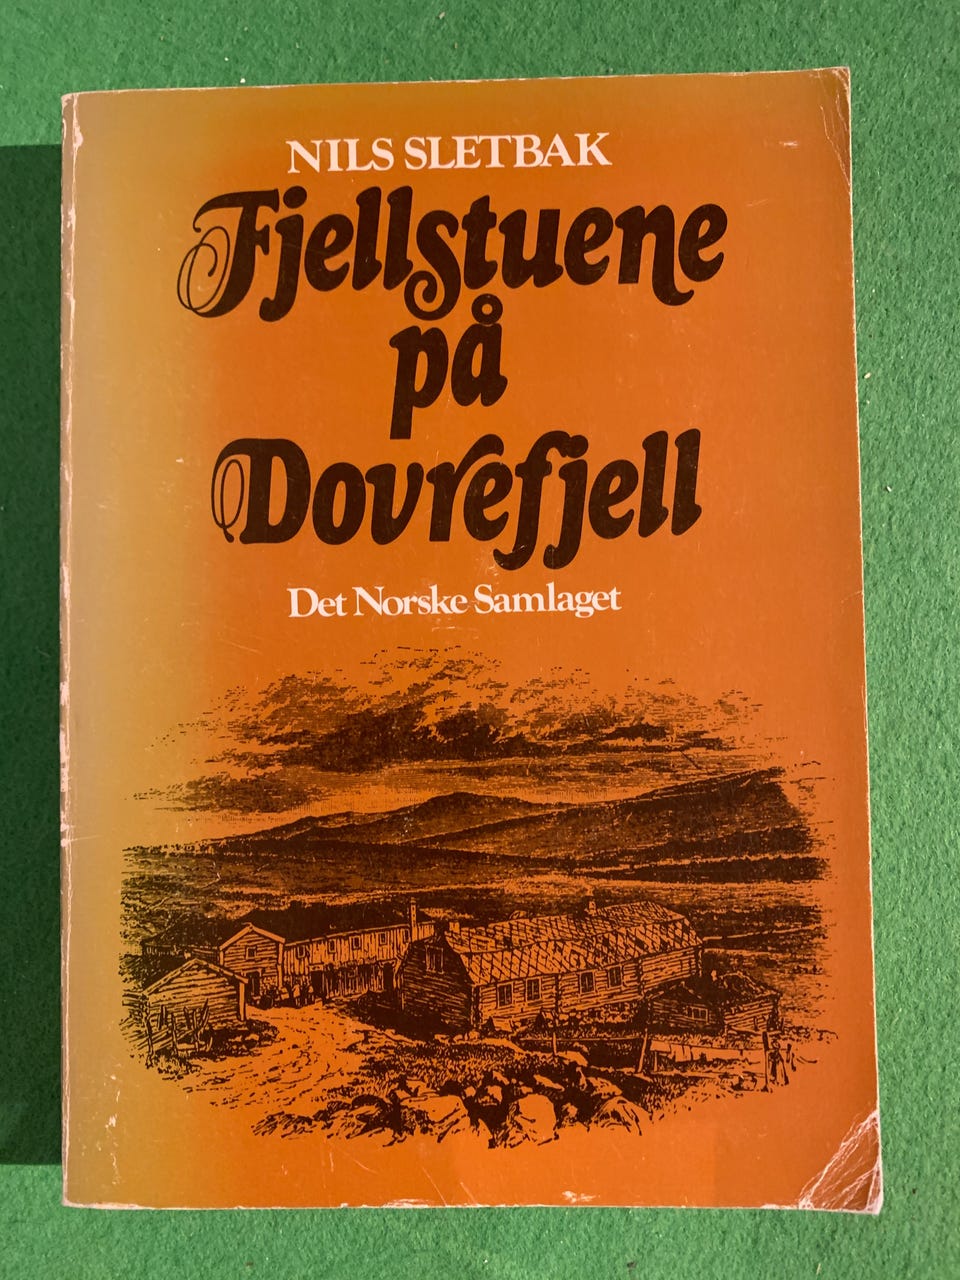 NILS SLETBAK
Fjellstuene
på
Dovrefjell
Det Norske Samlaget